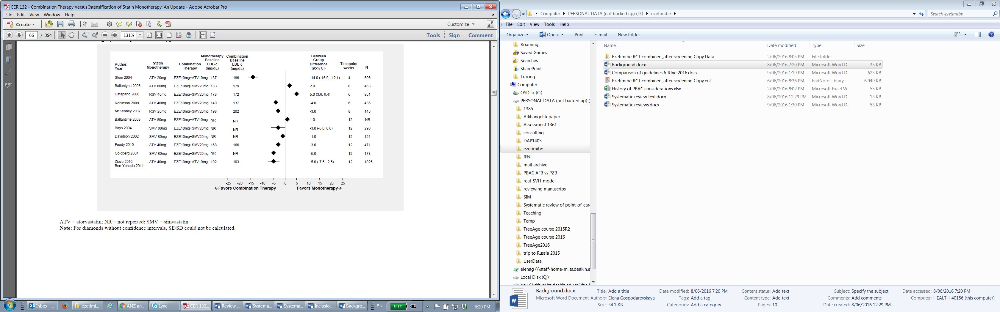 CER 132 - Combination Therapy Versus Intensification of Statin Monotherapy: An Update - Adobe Acrobat Pro
File Edit View Window Help
Create
Customize
66 / 394 131%
Tools Sign Comment
Author, Year
Statin Monotherapy
Combination Therapy
Monotherapy Baseline LDL-c (mg/dL)
Combination Baseline LDL-c (mg/dL)
Between Group Difference (95% CI)
Timepoint weeks
N
Stein 2004 ATV 20mg EZE10mg+ATV10mg 187 186 -14.0 (-15.9, -12.1) 4 596
Ballantyne 2005 ATV 80mg EZE10mg+SMV20mg 183 179 2.0 6 463
Catapano 2006 RSV 40mg EZE10mg+SMV20mg 173 172 5.0 (3.6, 6.4) 6 951
Robinson 2009 ATV 40mg EZE10mg+SMV20mg 140 137 -4.0 6 436
McKenney 2007 RSV 20mg EZE10mg+SMV20mg 198 202 -3.0 8 145
Ballantyne 2003 ATV 80mg EZE10mg+ATV10mg NR NR 1.0 12 NR
Bays 2004 SMV 80mg EZE10mg+SMV20mg NR NR -3.0 (-6.0, 0.0) 12 290
Davidson 2002 SMV 80mg EZE10mg+SMV20mg NR NR -1.0 12 121
Foody 2010 ATV 40mg EZE10mg+SMV20mg 168 166 -3.0 12 471
Goldberg 2004 SMV 80mg EZE10mg+SMV20mg NR NR -5.0 12 173
Zieve 2010, ATV 40mg EZE10mg+ATV10mg 102 103 -5.0 (-7.5, -2.5) 12 1025
Ben-Yehuda 2011
-25 -20 -15 -10 -5 0 5 10 15 20 25
←Favors Combination Therapy Favors Monotherapy→
ATV = atorvastatin; NR = not reported; SMV = simvastatin
Note: For diamonds without confidence intervals, SE/SD could not be calculated.
Computer PERSONAL DATA (not backed up) (D:) ezetimibe
Search ezetimibe
File Edit View Tools Help
Organize Open Print E-mail New folder
Roaming
Saved Games
Searches
SharePoint
Tracing
Computer
OSDisk (C:)
PERSONAL DATA (not backed up) (
1385
Arkhangelsk paper
Assessment 1361
consulting
DAP1405
ezetimibe
fFN
mail archive
PBAC AFB vs PZB
real_SVH_model
reviewing manuscrips
SIM
Systematic review of point-of-care
Teaching
Temp
TreeAge course 2015R2
TreeAge course 2016
TreeAge2016
trip to Russia 2015
UserData
elenag (\\staff-home-m.its.deakin.e
Local Disk (Q:)
Name Date modified Type Size
Ezetimibe RCT combined_after screening Copy.Data 2/06/2016 8:05 PM File folder
Background.docx 8/06/2016 7:20 PM Microsoft Word D... 35 KB
Comparison of guidelines 6 JUne 2016.docx 9/06/2016 1:19 PM Microsoft Word D... 623 KB
Ezetimibe RCT combined_after screening Copy.enl 6/06/2016 8:36 PM EndNote Library 6,949 KB
History of PBAC considerations.xlsx 2/06/2016 8:02 PM Microsoft Excel W... 55 KB
Systematic review text.docx 8/06/2016 12:29 PM Microsoft Word D... 13 KB
Systematic reviews.docx 9/06/2016 1:30 PM Microsoft Word D... 53 KB
Background.docx Title: Add a title Date modified: 8/06/2016 7:20 PM Content status: Add text Subject: Specify the subject Date accessed: 8/06/2016 7:20 PM
Microsoft Word Document Authors: Elena Gospodarevskaya Tags: Add a tag Content type: Add text Comments: Add comments Computer: HEALTH-40156 (this computer)
Size: 34.1 KB Categories: Add a category Pages: 10 Date created: 8/06/2016 12:29 PM
Inbox - ... ezetimi... ANZ an... Lync CER 132... Review ... Systema... Systema... Inclusio... Backgro... EN 99% 6:20 PM